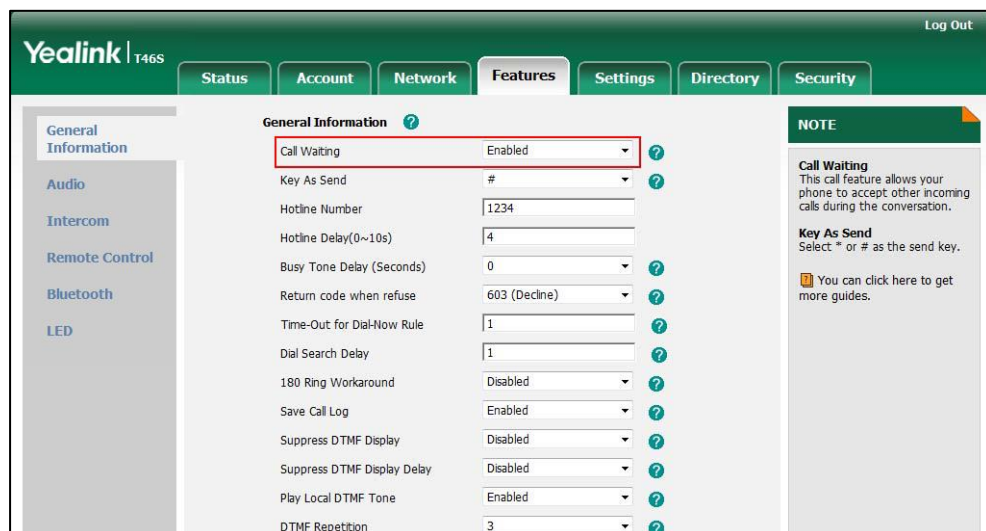 Log Out
Yealink T46S
Status Account Network Features Settings Directory Security
General Information
Audio
Intercom
Remote Control
Bluetooth
LED
General Information ?
Call Waiting Enabled ?
Key As Send # ?
Hotline Number 1234
Hotline Delay(0~10s) 4
Busy Tone Delay (Seconds) 0 ?
Return code when refuse 603 (Decline) ?
Time-Out for Dial-Now Rule 1 ?
Dial Search Delay 1 ?
180 Ring Workaround Disabled ?
Save Call Log Enabled ?
Suppress DTMF Display Disabled ?
Suppress DTMF Display Delay Disabled ?
Play Local DTMF Tone Enabled ?
DTMF Repetition 3 ?
NOTE
Call Waiting
This call feature allows your
phone to accept other incoming
calls during the conversation.
Key As Send
Select * or # as the send key.
? You can click here to get
more guides.